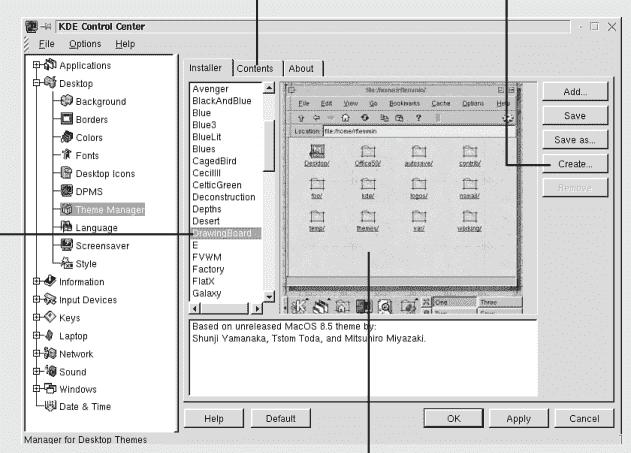 KDE Control Center
File Options Help
Applications
Desktop
Background
Borders
Colors
Fonts
Desktop Icons
DPMS
Theme Manager
Language
Screensaver
Style
Information
Input Devices
Keys
Laptop
Network
Sound
Windows
Date & Time
Installer Contents About
Avenger
BlackAndBlue
Blue
Blue3
BlueLit
Blues
CagedBird
CelticGreen
Deconstruction
Depths
Desert
DrawingBoard
E
FVWM
Factory
FlatX
Galaxy
File Edit View Go Bookmarks Cache Options Help
Location:
Desktop/ Office50/ autosave/ contrib/
foo/ kde/ logos/ nsmail/
temp/ themes/ var/ working/
One Three
Add...
Save
Save as...
Create...
Remove
Based on unreleased MacOS 8.5 theme by:
Shunji Yamanaka, Tstom Toda, and Mitsuhiro Miyazaki.
Help Default OK Apply Cancel
Manager for Desktop Themes